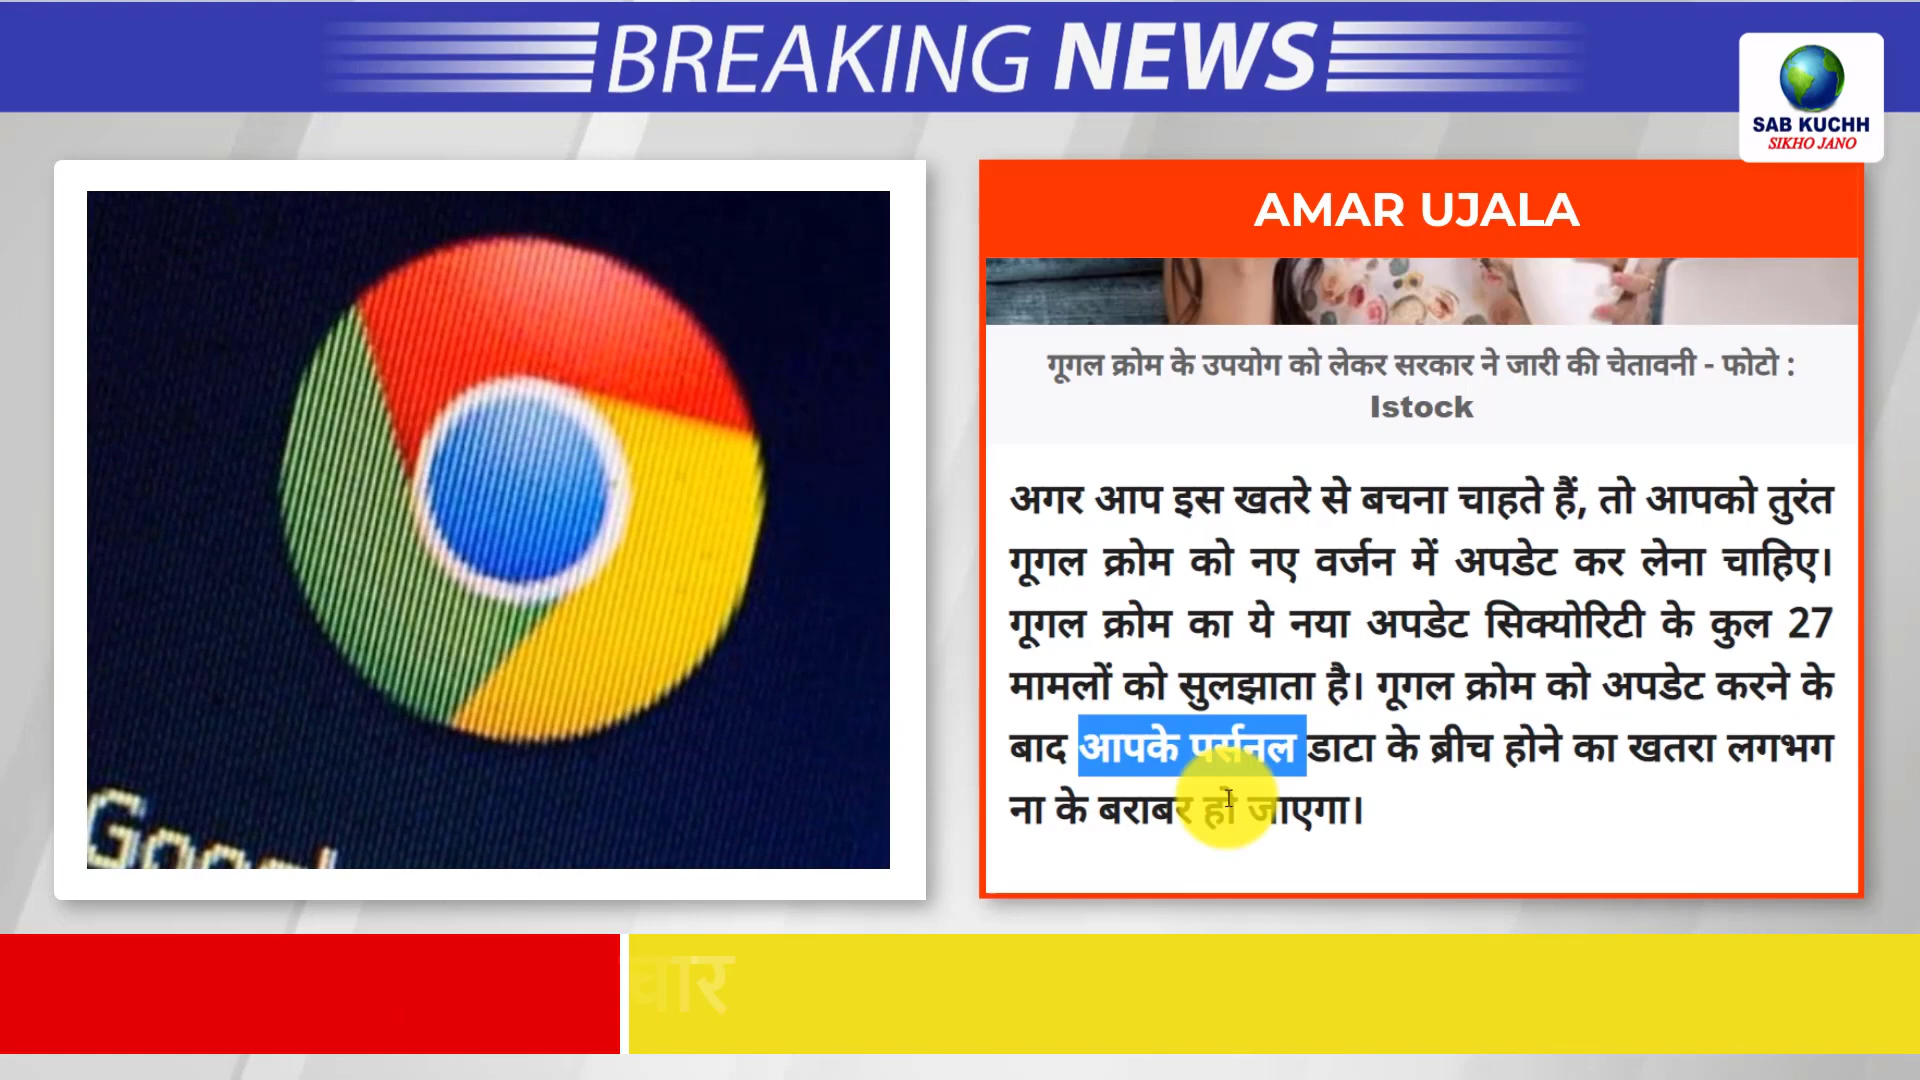 BREAKING NEWS
SAB KUCHH
SIKHO JANO
AMAR UJALA
गूगल क्रोम के उपयोग को लेकर सरकार ने जारी की चेतावनी - फोटो :
Istock
अगर आप इस खतरे से बचना चाहते हैं, तो आपको तुरंत
गूगल क्रोम को नए वर्जन में अपडेट कर लेना चाहिए।
गूगल क्रोम का ये नया अपडेट सिक्योरिटी के कुल 27
मामलों को सुलझाता है। गूगल क्रोम को अपडेट करने के
बाद आपके पर्सनल डाटा के ब्रीच होने का खतरा लगभग
ना के बराबर हो जाएगा।